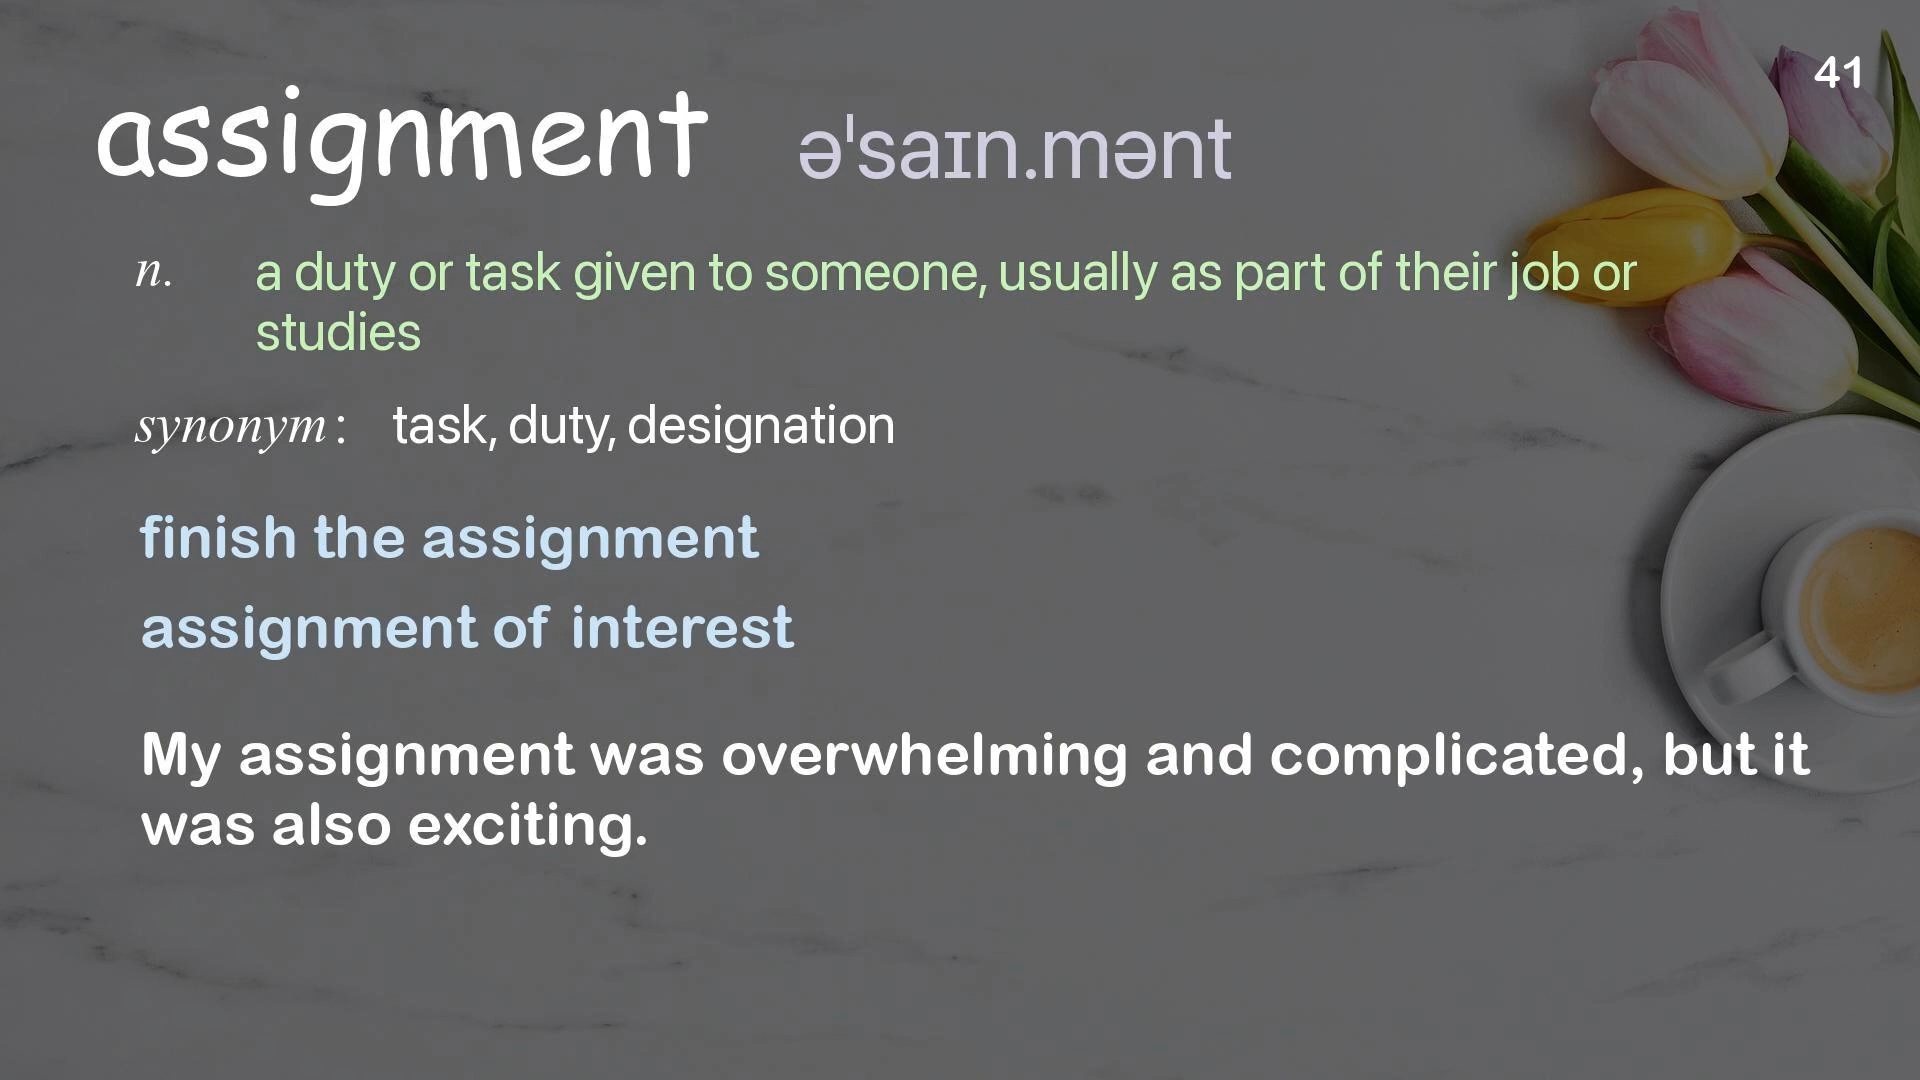 41
assignment əˈsaɪn.mənt
n. a duty or task given to someone, usually as part of their job or
studies
synonym: task, duty, designation
finish the assignment
assignment of interest
My assignment was overwhelming and complicated, but it
was also exciting.